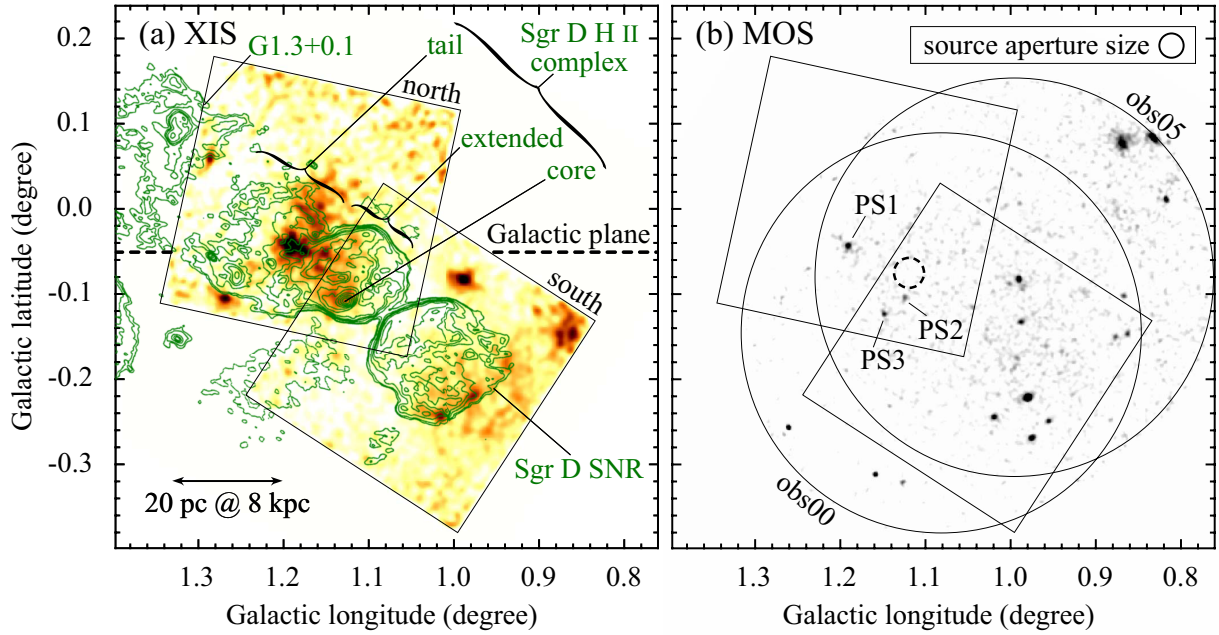 (a) XIS
G1.3+0.1
tail
Sgr D H II
complex
north
extended
core
Galactic plane
south
Sgr D SNR
20 pc @ 8 kpc
0.2
0.1
0.0
-0.1
-0.2
-0.3
Galactic latitude (degree)
1.3
1.2
1.1
1.0
0.9
0.8
Galactic longitude (degree)
(b) MOS
source aperture size
obs05
PS1
PS2
PS3
obs00
1.3
1.2
1.1
1.0
0.9
0.8
Galactic longitude (degree)